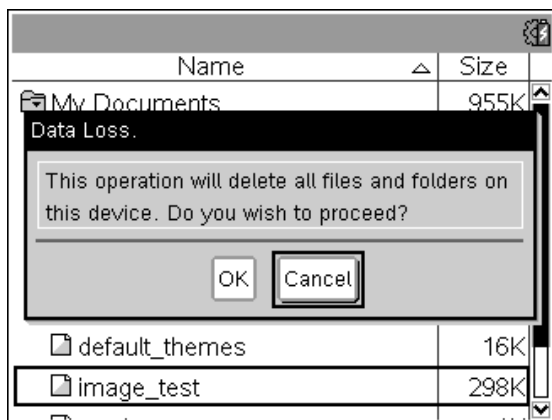 Name Size
My Documents 955K
Data Loss.
This operation will delete all files and folders on
this device. Do you wish to proceed?
OK Cancel
default_themes 16K
image_test 298K